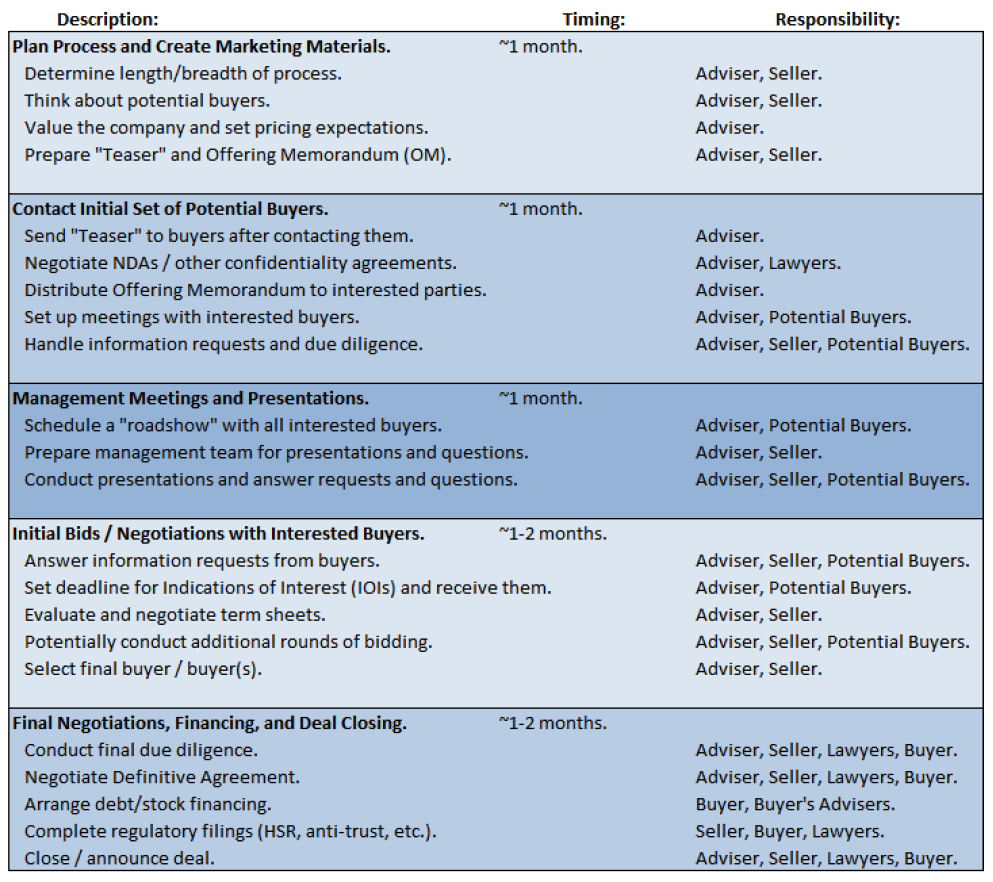 Description: Timing: Responsibility:
Plan Process and Create Marketing Materials. ~1 month.
Determine length/breadth of process. Adviser, Seller.
Think about potential buyers. Adviser, Seller.
Value the company and set pricing expectations. Adviser.
Prepare "Teaser" and Offering Memorandum (OM). Adviser, Seller.
Contact Initial Set of Potential Buyers. ~1 month.
Send "Teaser" to buyers after contacting them. Adviser.
Negotiate NDAs / other confidentiality agreements. Adviser, Lawyers.
Distribute Offering Memorandum to interested parties. Adviser.
Set up meetings with interested buyers. Adviser, Potential Buyers.
Handle information requests and due diligence. Adviser, Seller, Potential Buyers.
Management Meetings and Presentations. ~1 month.
Schedule a "roadshow" with all interested buyers. Adviser, Potential Buyers.
Prepare management team for presentations and questions. Adviser, Seller.
Conduct presentations and answer requests and questions. Adviser, Seller, Potential Buyers.
Initial Bids / Negotiations with Interested Buyers. ~1-2 months.
Answer information requests from buyers. Adviser, Seller, Potential Buyers.
Set deadline for Indications of Interest (IOIs) and receive them. Adviser, Potential Buyers.
Evaluate and negotiate term sheets. Adviser, Seller.
Potentially conduct additional rounds of bidding. Adviser, Seller, Potential Buyers.
Select final buyer / buyer(s). Adviser, Seller.
Final Negotiations, Financing, and Deal Closing. ~1-2 months.
Conduct final due diligence. Adviser, Seller, Lawyers, Buyer.
Negotiate Definitive Agreement. Adviser, Seller, Lawyers, Buyer.
Arrange debt/stock financing. Buyer, Buyer's Advisers.
Complete regulatory filings (HSR, anti-trust, etc.). Seller, Buyer, Lawyers.
Close / announce deal. Adviser, Seller, Lawyers, Buyer.